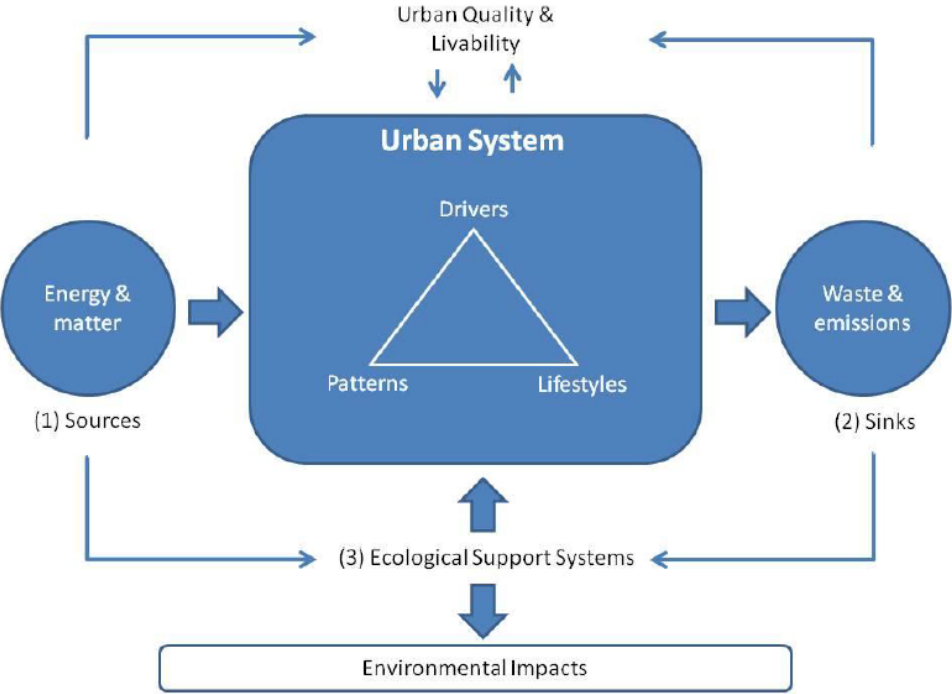 Urban Quality &
Livability
Urban System
Drivers
Energy &
matter
Waste &
emissions
Patterns
Lifestyles
(1) Sources
(2) Sinks
(3) Ecological Support Systems
Environmental Impacts